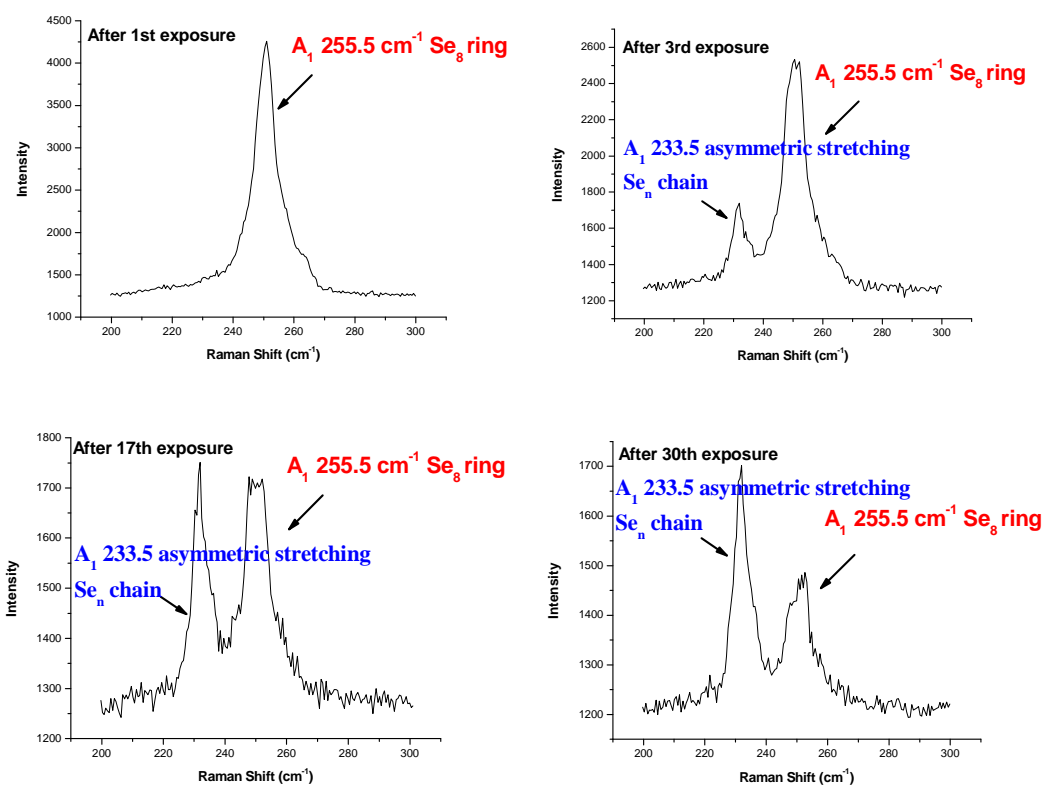 After 1st exposure
A₁ 255.5 cm⁻¹ Se₈ ring
4500
4000
3500
3000
2500
2000
1500
1000
Intensity
200 220 240 260 280 300
Raman Shift (cm⁻¹)
After 3rd exposure
A₁ 255.5 cm⁻¹ Se₈ ring
A₁ 233.5 asymmetric stretching
Seₙ chain
2600
2400
2200
2000
1800
1600
1400
1200
Intensity
200 220 240 260 280 300
Raman Shift (cm⁻¹)
After 17th exposure
A₁ 255.5 cm⁻¹ Se₈ ring
A₁ 233.5 asymmetric stretching
Seₙ chain
1800
1700
1600
1500
1400
1300
1200
Intensity
200 220 240 260 280 300
Raman Shift (cm⁻¹)
After 30th exposure
A₁ 233.5 asymmetric stretching
Seₙ chain
A₁ 255.5 cm⁻¹ Se₈ ring
1700
1600
1500
1400
1300
1200
Intensity
200 220 240 260 280 300
Raman Shift (cm⁻¹)